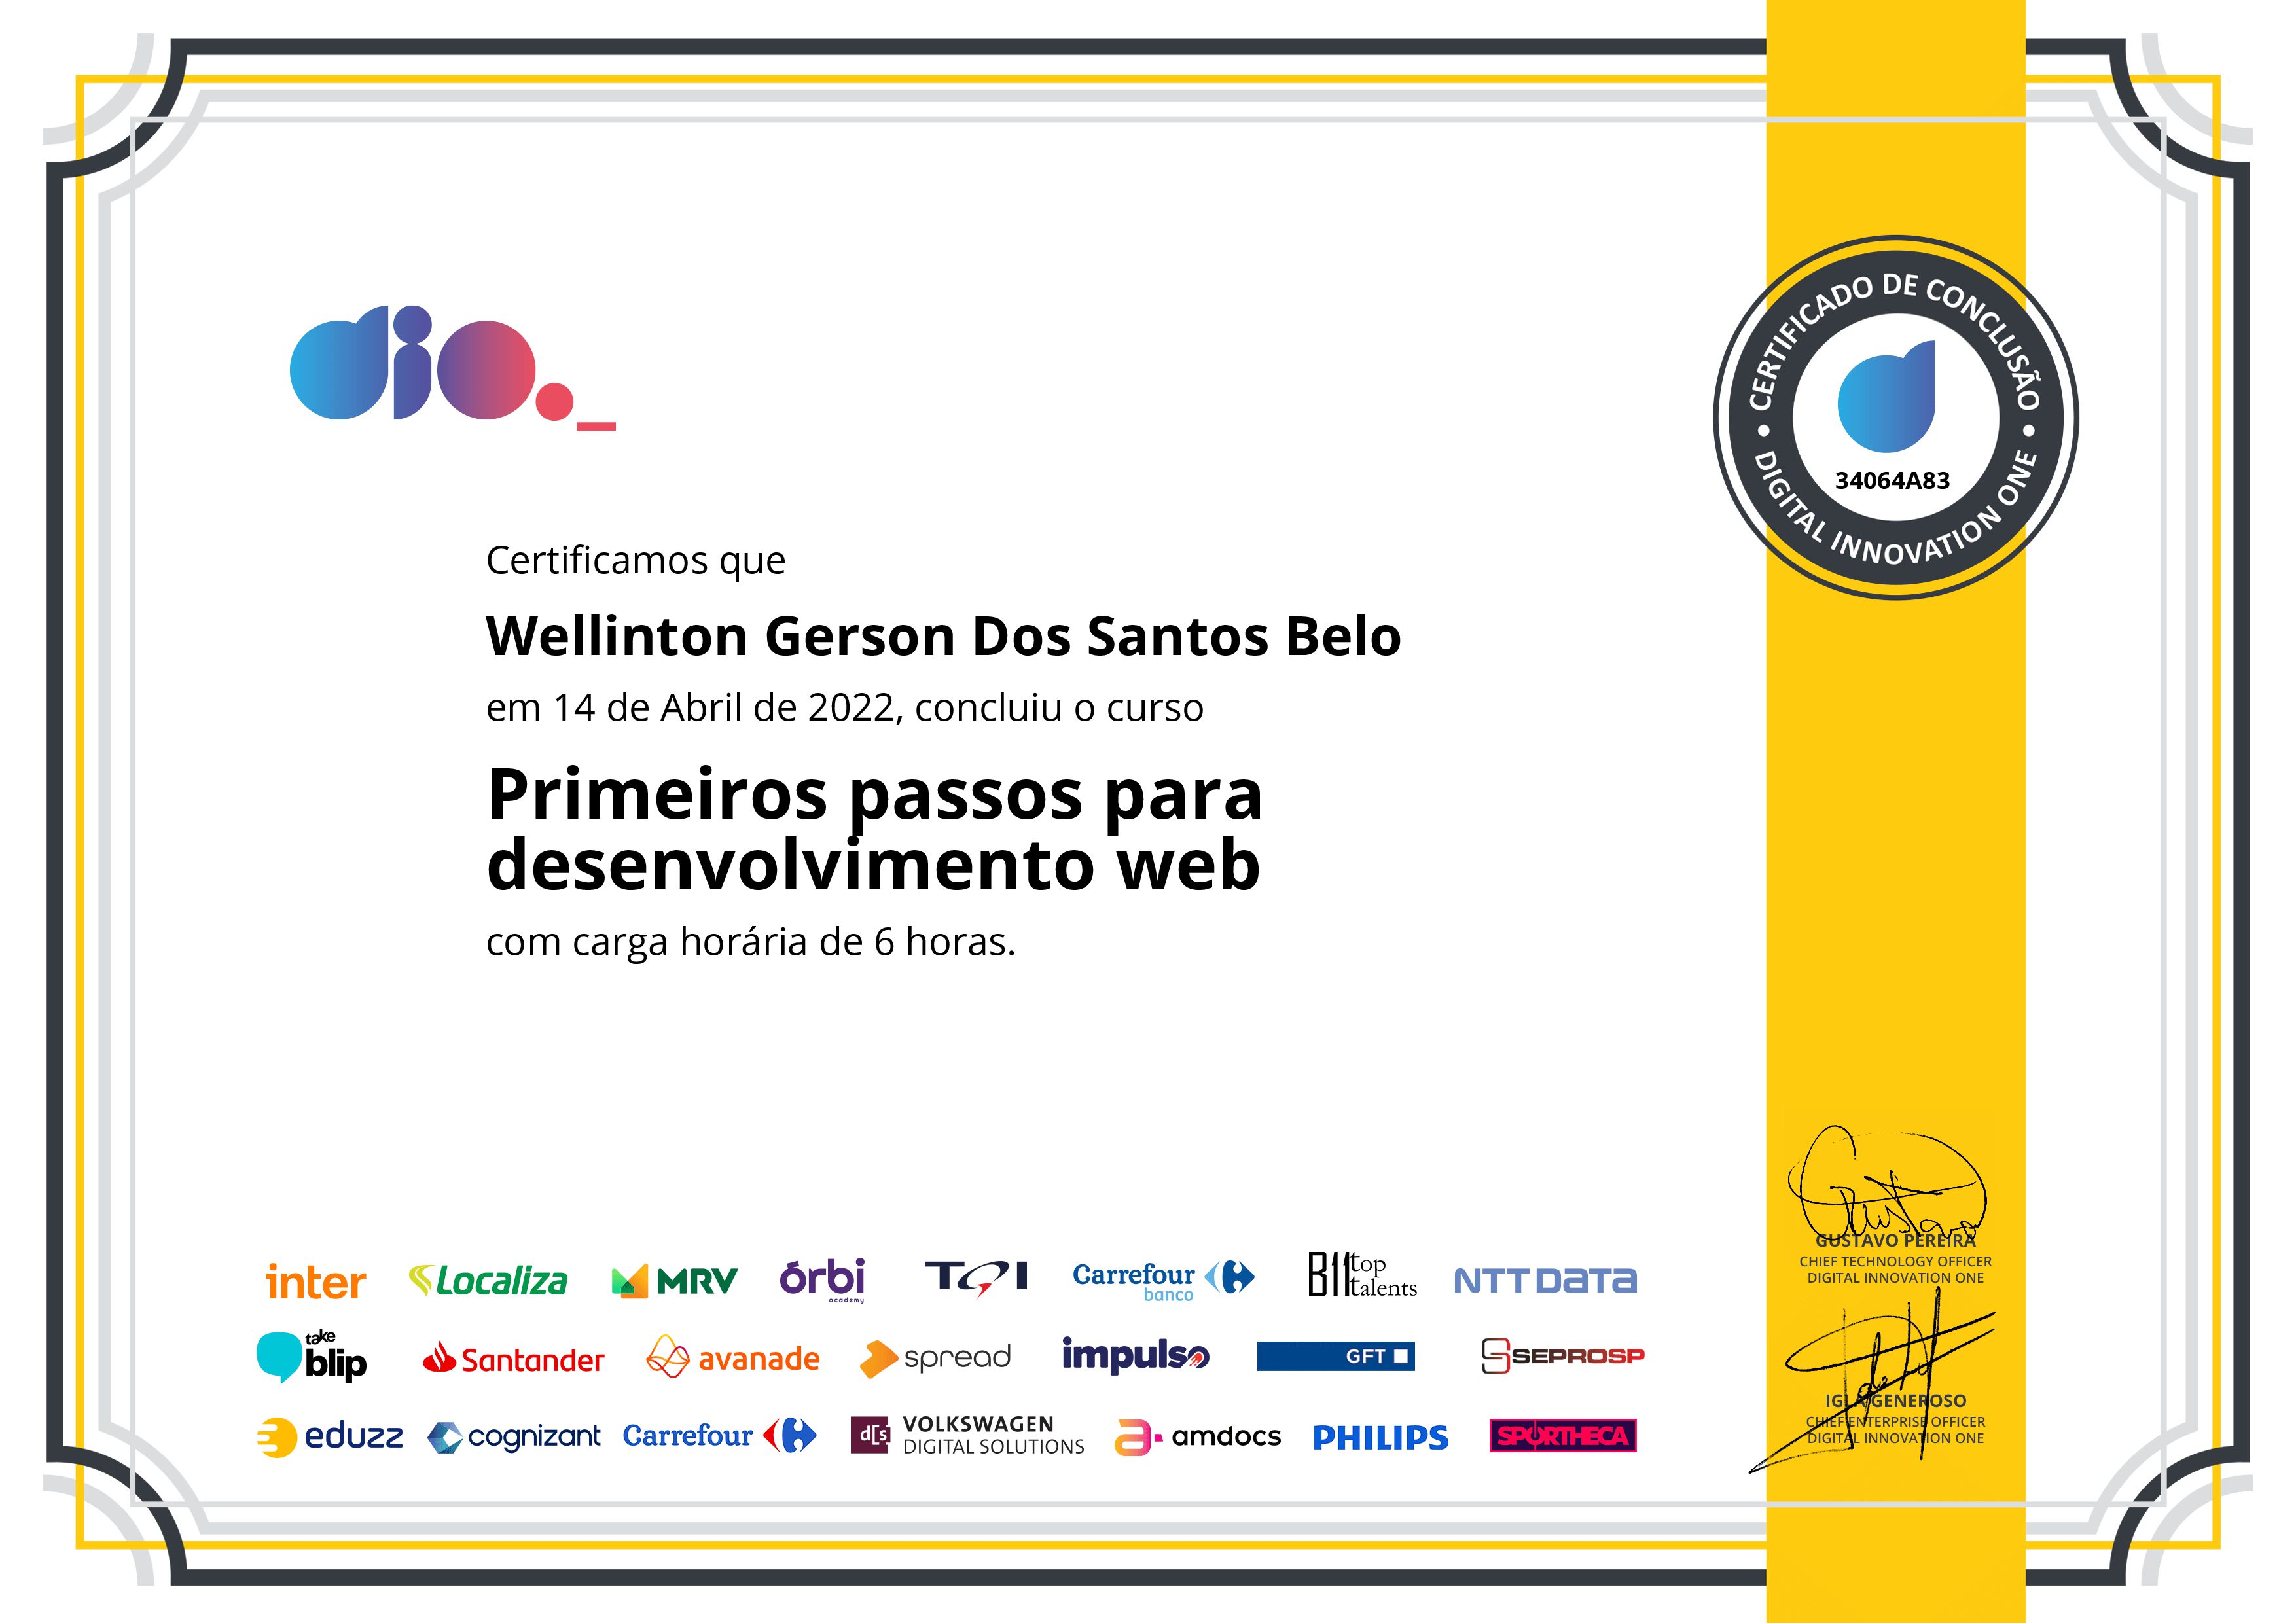 dio._
CERTIFICADO DE CONCLUSÃO
34064A83
DIGITAL INNOVATION ONE
Certificamos que
Wellinton Gerson Dos Santos Belo
em 14 de Abril de 2022, concluiu o curso
Primeiros passos para
desenvolvimento web
com carga horária de 6 horas.
Gustavo
GUSTAVO PEREIRA
CHIEF TECHNOLOGY OFFICER
DIGITAL INNOVATION ONE
IGLA GENEROSO
CHIEF ENTERPRISE OFFICER
DIGITAL INNOVATION ONE
inter Localiza MRV órbi academy TQI Carrefour banco B11 top talents NTT DATA
take blip Santander avanade spread impulso GFT SEPROSP
eduzz cognizant Carrefour d[s] VOLKSWAGEN DIGITAL SOLUTIONS amdocs PHILIPS SPORTHECA